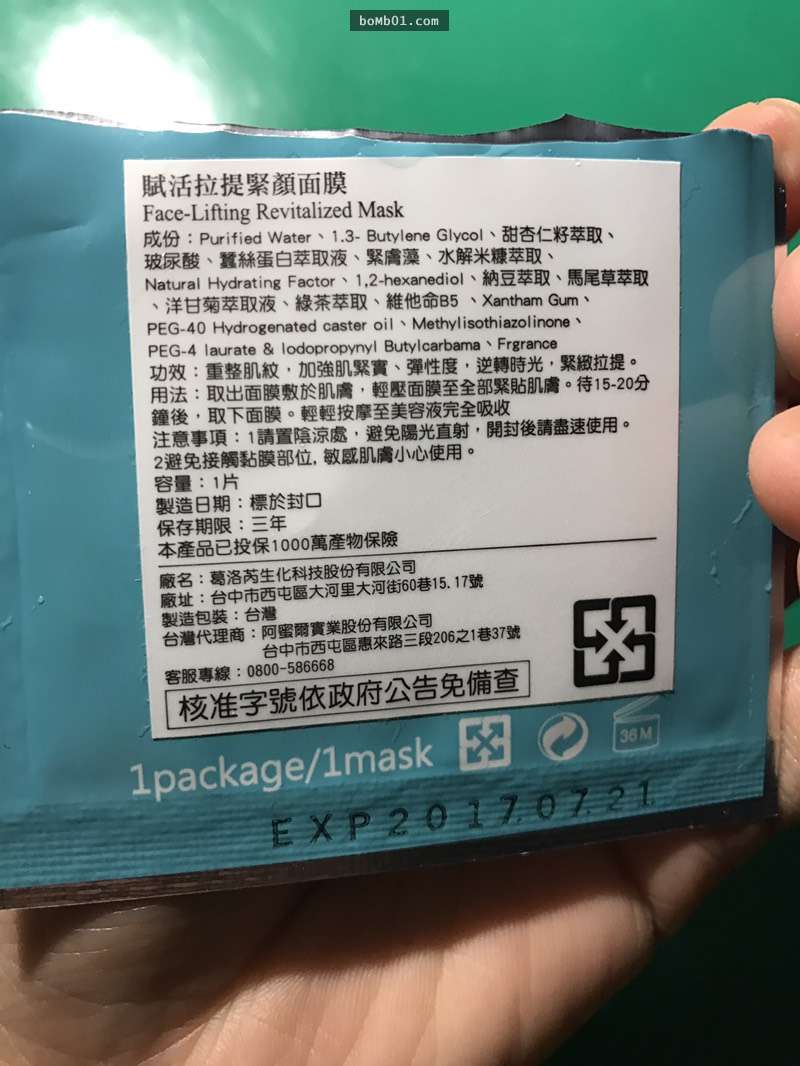 boMb01.com
賦活拉提緊顏面膜
Face-Lifting Revitalized Mask
成份：Purified Water、1.3- Butylene Glycol、甜杏仁籽萃取、
玻尿酸、蠶絲蛋白萃取液、緊膚藻、水解米糠萃取、
Natural Hydrating Factor、1,2-hexanediol、納豆萃取、馬尾草萃取
、洋甘菊萃取液、綠茶萃取、維他命B5 、Xantham Gum、
PEG-40 Hydrogenated caster oil、Methylisothiazolinone、
PEG-4 laurate & Iodopropynyl Butylcarbama、Frgrance
功效：重整肌紋，加強肌緊實、彈性度，逆轉時光，緊緻拉提。
用法：取出面膜敷於肌膚，輕壓面膜至全部緊貼肌膚。待15-20分
鐘後，取下面膜。輕輕按摩至美容液完全吸收
注意事項：1請置陰涼處，避免陽光直射，開封後請盡速使用。
2避免接觸黏膜部位, 敏感肌膚小心使用。
容量：1片
製造日期：標於封口
保存期限：三年
本產品已投保1000萬產物保險
廠名：葛洛芮生化科技股份有限公司
廠址：台中市西屯區大河里大河街60巷15.17號
製造包裝：台灣
台灣代理商：阿蜜爾實業股份有限公司
台中市西屯區惠來路三段206之1巷37號
客服專線：0800-586668
核准字號依政府公告免備查
1package/1mask
36M
EXP2017.07.21